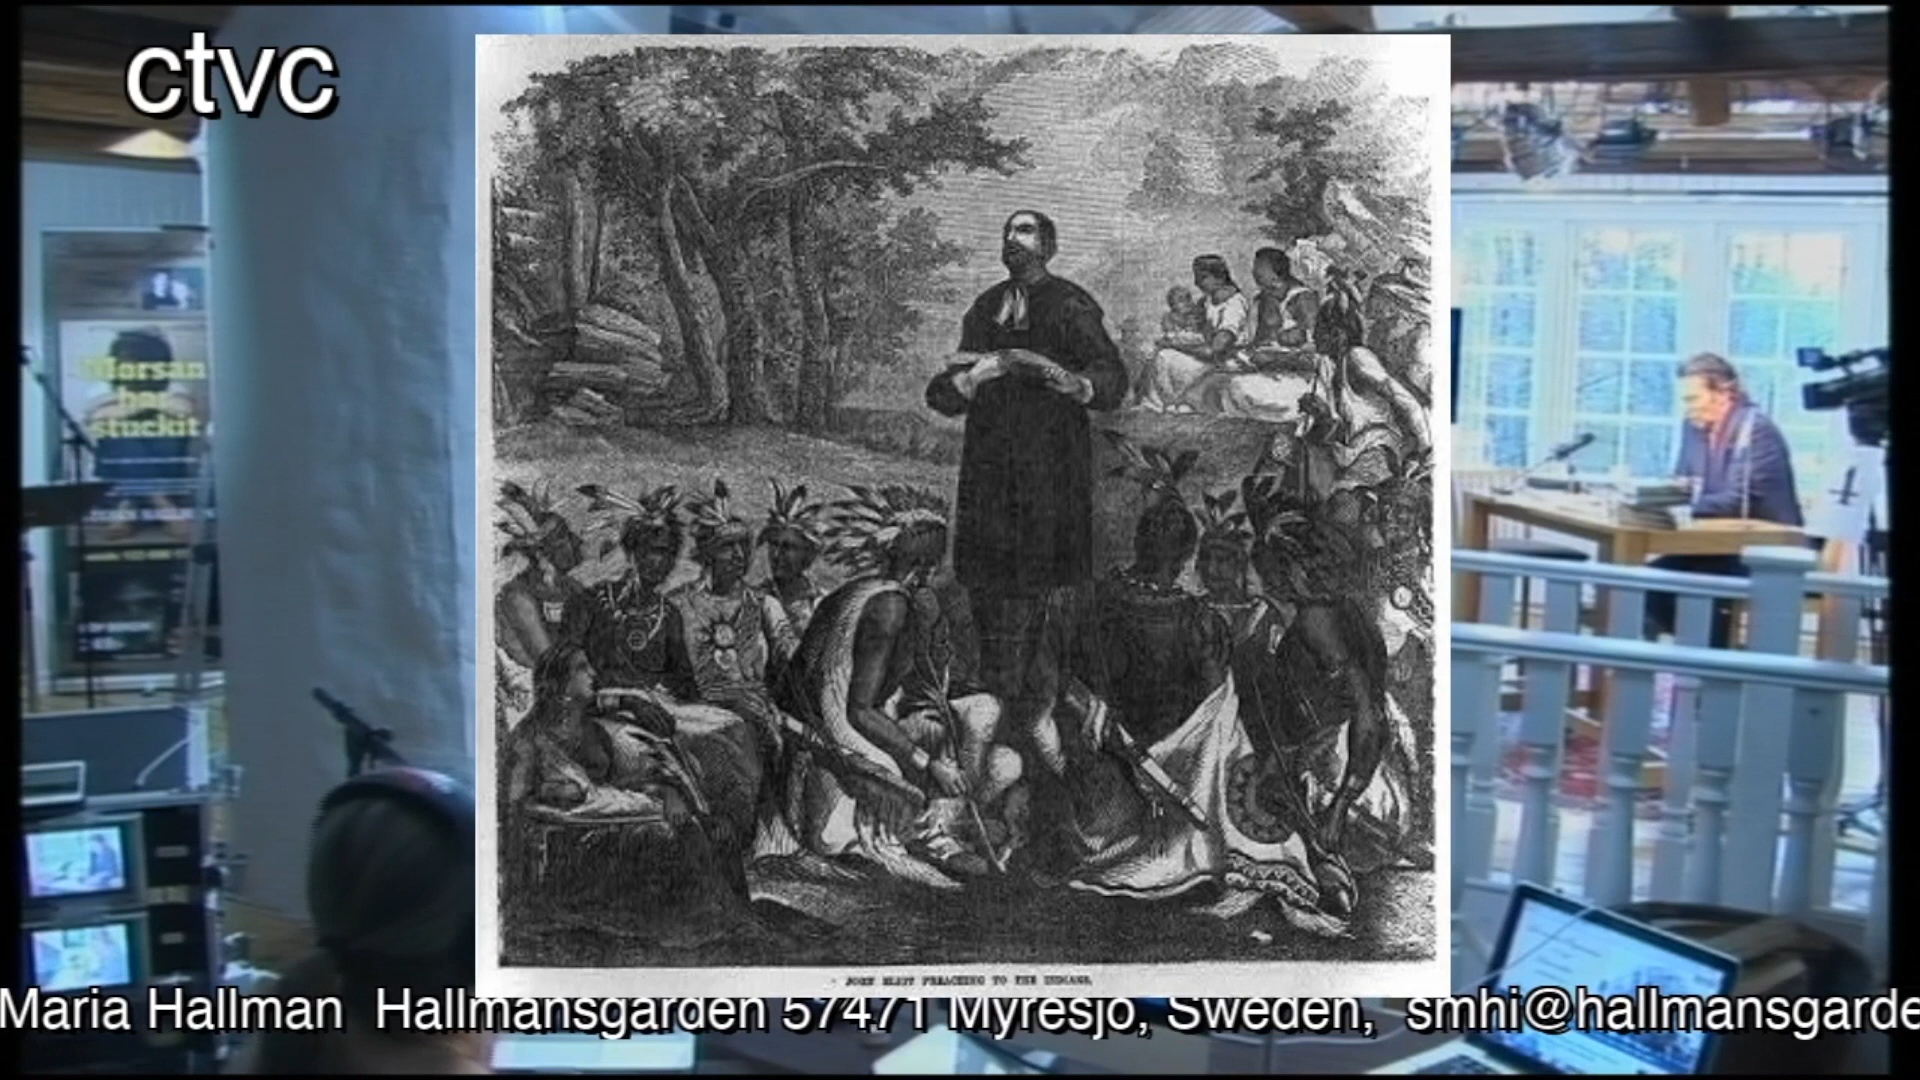 ctvc
Morsan
har
stuckit
JOHN ELIOT PREACHING TO THE INDIANS.
Maria Hallman Hallmansgarden 57471 Myresjo, Sweden, smhi@hallmansgarde